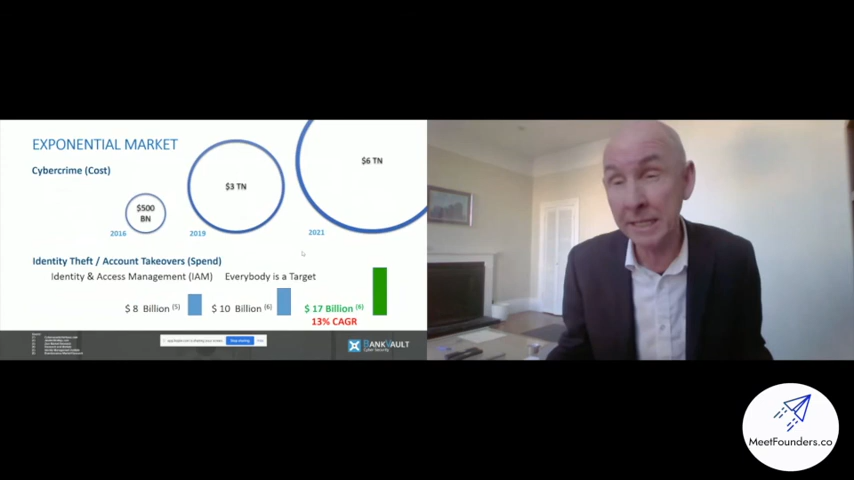 EXPONENTIAL MARKET
Cybercrime (Cost)
$500 BN
$3 TN
$6 TN
2016
2019
2021
Identity Theft / Account Takeovers (Spend)
Identity & Access Management (IAM) Everybody is a Target
$ 8 Billion (5)
$ 10 Billion (6)
$ 17 Billion (6)
13% CAGR
Stop sharing
BANKVAULT
Cyber Security
MeetFounders.co